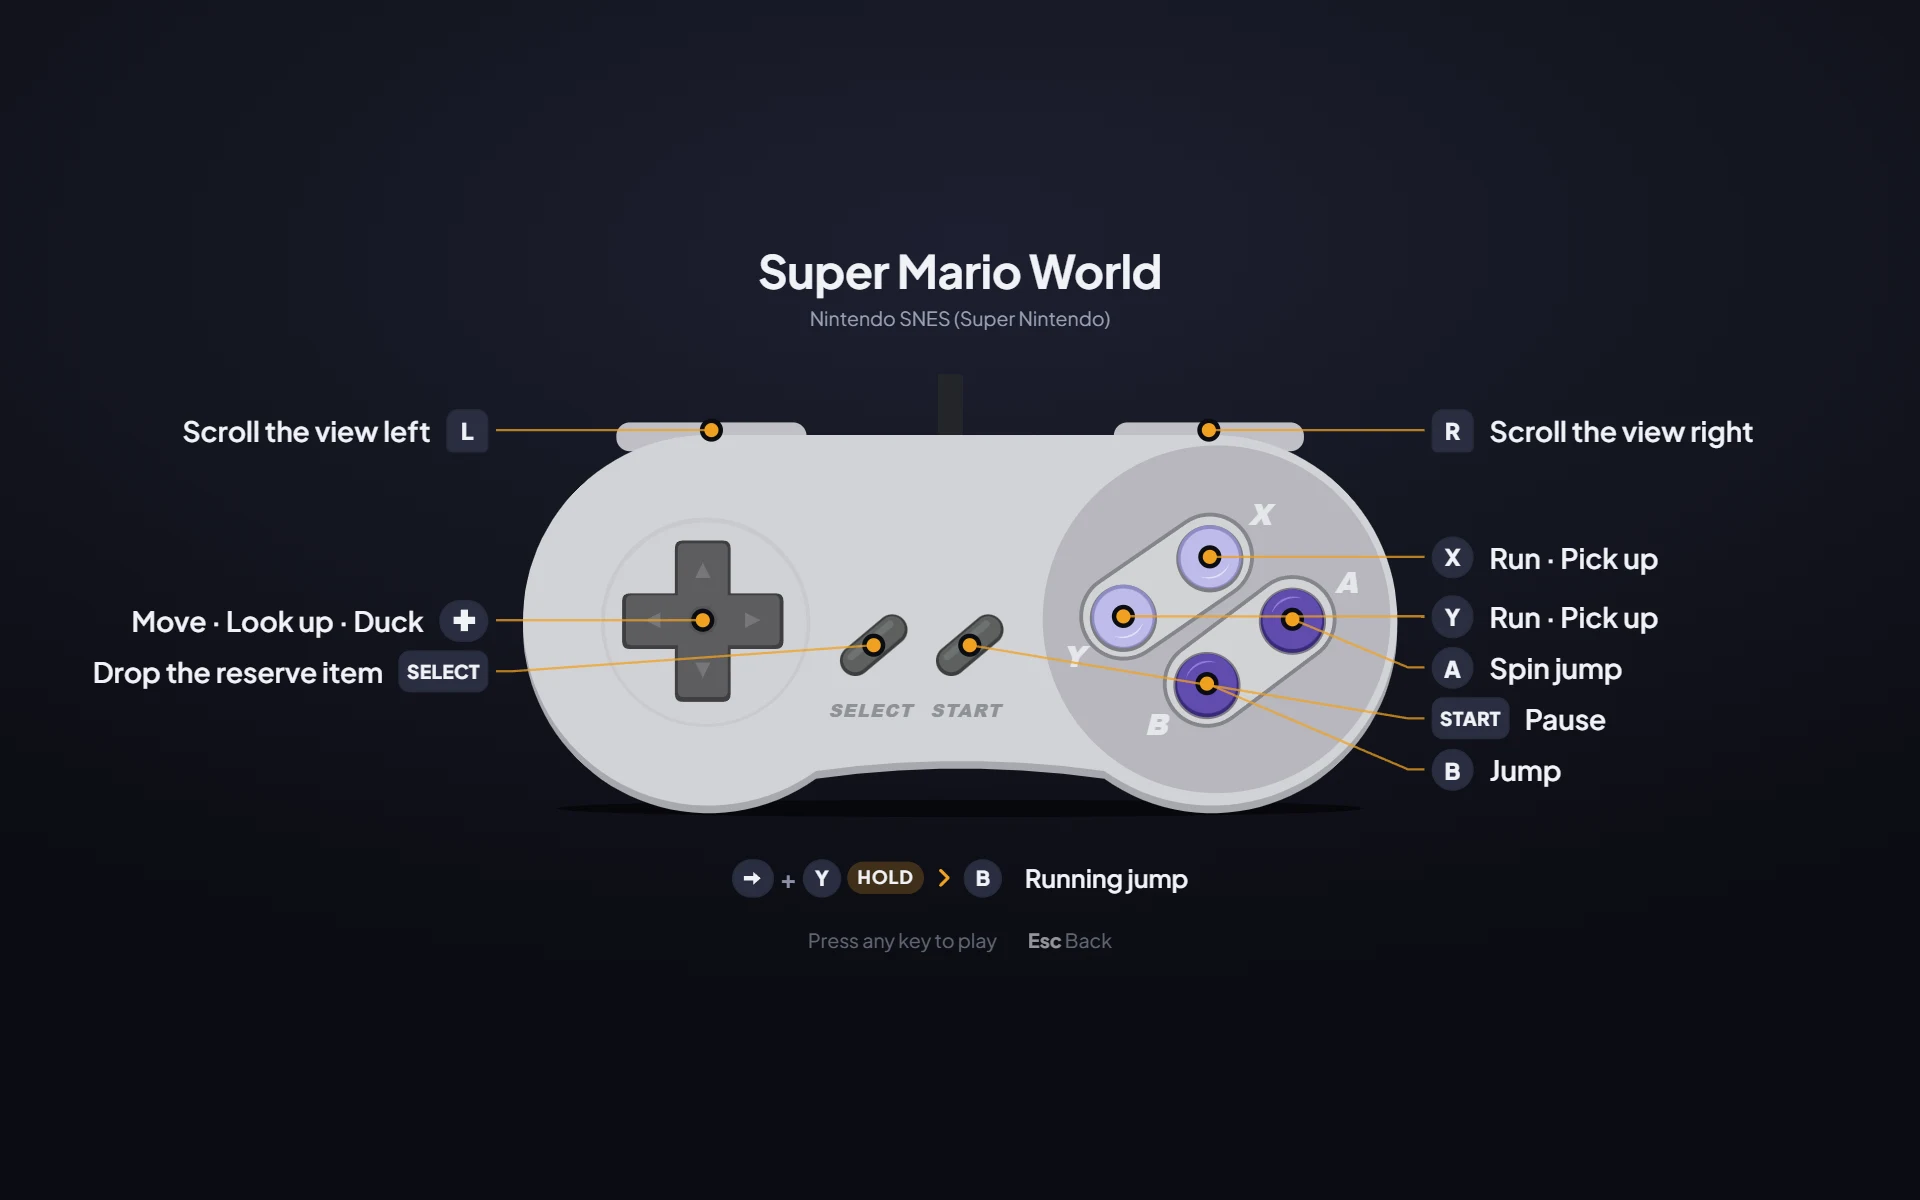 Super Mario World
Nintendo SNES (Super Nintendo)
Scroll the view left L
R Scroll the view right
X
X Run · Pick up
A
Move · Look up · Duck
Y Run · Pick up
Y
Drop the reserve item SELECT
A Spin jump
SELECT START
START Pause
B
B Jump
+ Y HOLD B Running jump
Press any key to play Esc Back